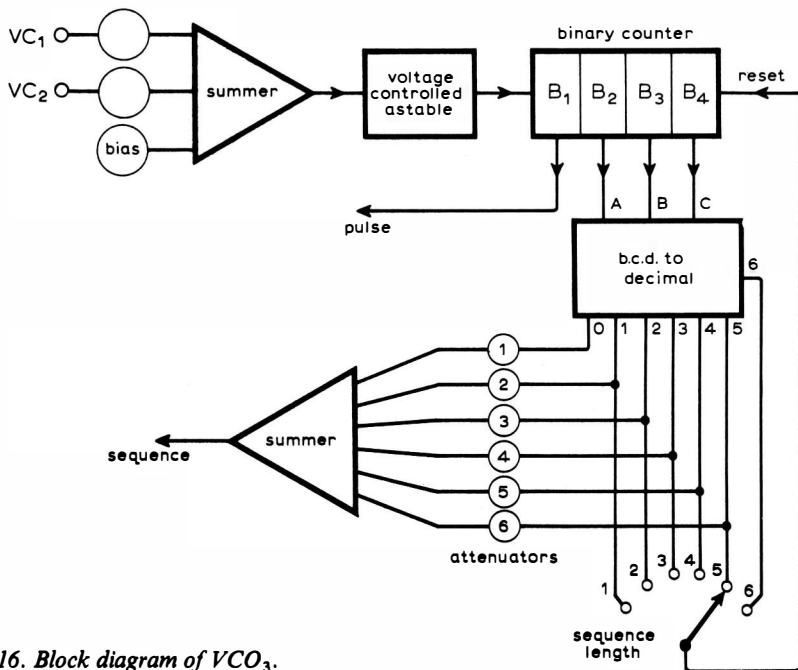 binary counter
VC₁
VC₂
bias
summer
voltage
controlled
astable
B₁ B₂ B₃ B₄
reset
A B C
pulse
b.c.d. to
decimal
6
0 1 2 3 4 5
1
2
3
4
5
6
summer
sequence
attenuators
1 2 3 4 5 6
sequence
length
16. Block diagram of VCO₃.